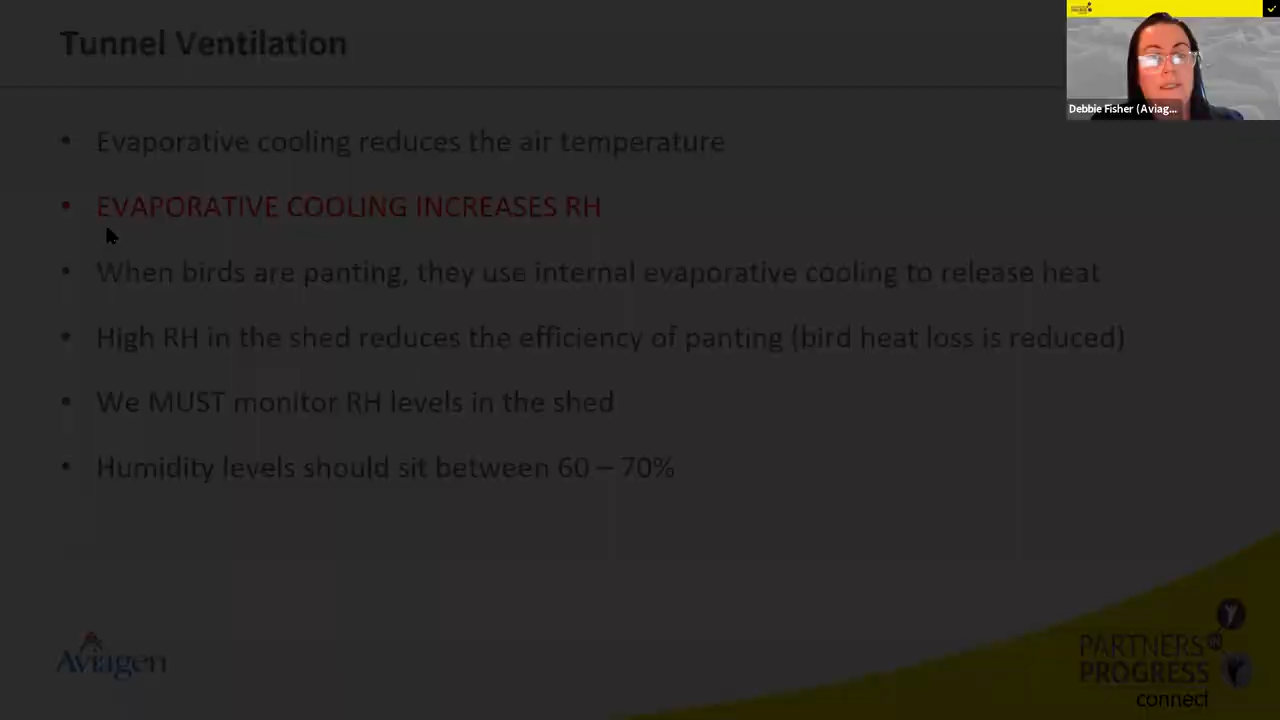 Tunnel Ventilation
Debbie Fisher (Aviag...
• Evaporative cooling reduces the air temperature
• EVAPORATIVE COOLING INCREASES RH
• When birds are panting, they use internal evaporative cooling to release heat
• High RH in the shed reduces the efficiency of panting (bird heat loss is reduced)
• We MUST monitor RH levels in the shed
• Humidity levels should sit between 60 – 70%
Aviagen
PARTNERS IN
PROGRESS
connect